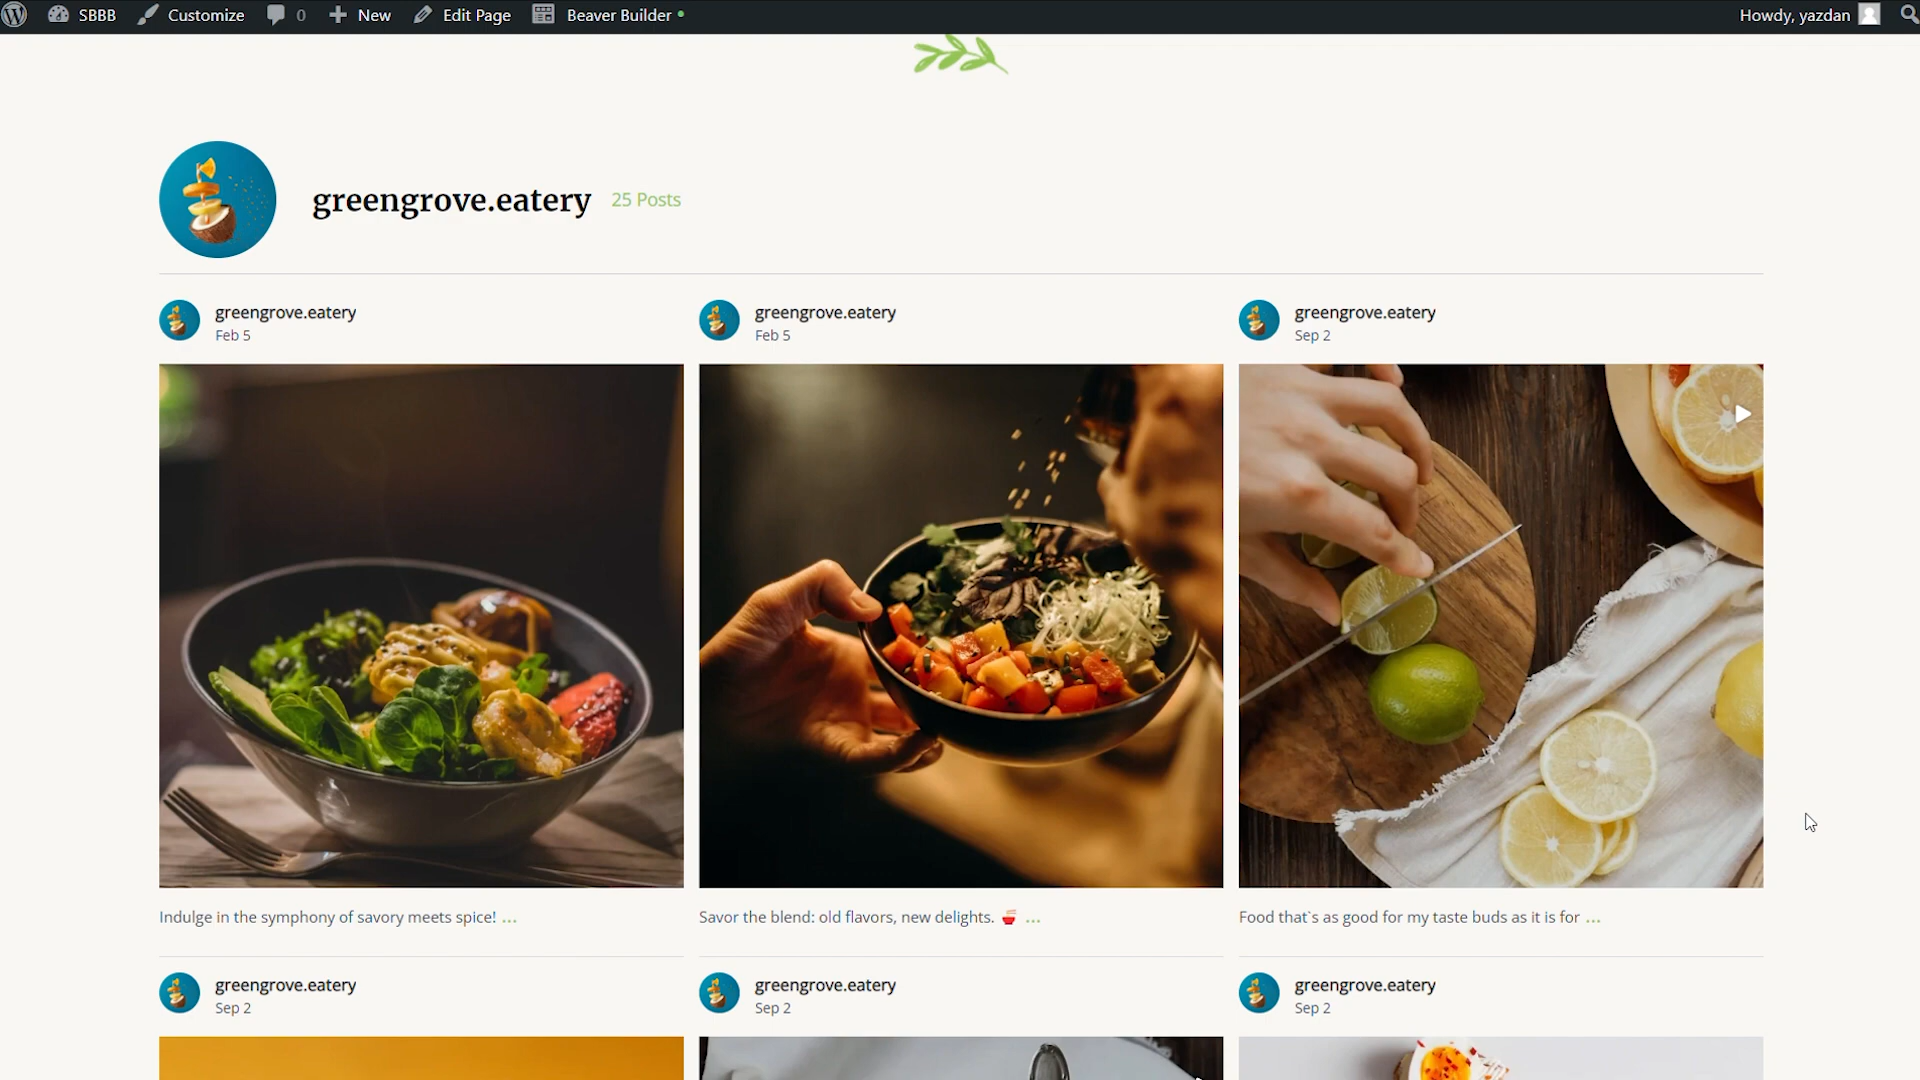 SBBB Customize 0 New Edit Page Beaver Builder Howdy, yazdan
greengrove.eatery 25 Posts
greengrove.eatery
Feb 5
greengrove.eatery
Feb 5
greengrove.eatery
Sep 2
Indulge in the symphony of savory meets spice! ...
Savor the blend: old flavors, new delights. 🍜 ...
Food that`s as good for my taste buds as it is for ...
greengrove.eatery
Sep 2
greengrove.eatery
Sep 2
greengrove.eatery
Sep 2